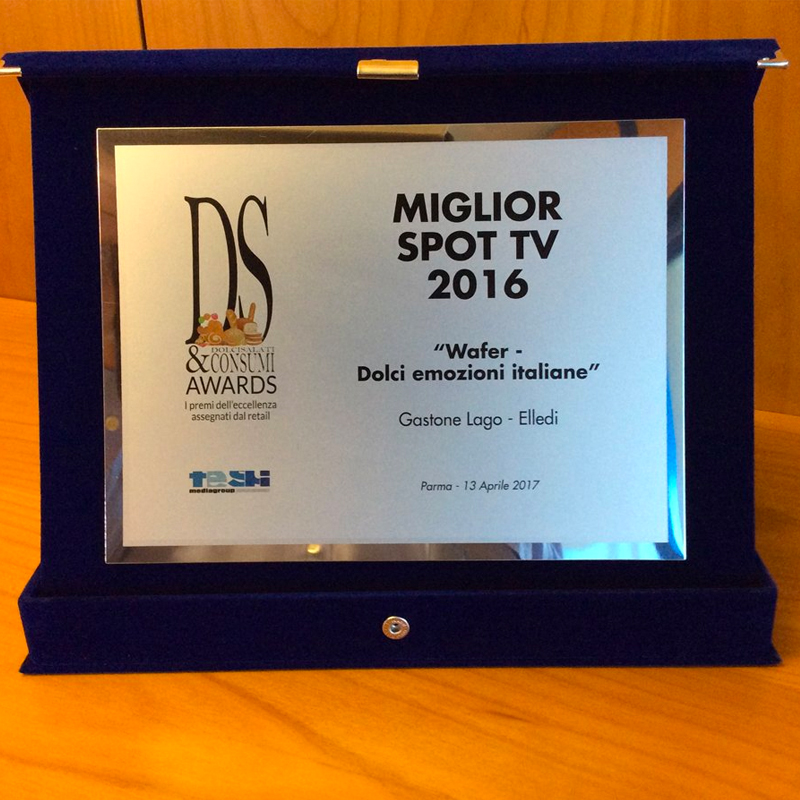 DS
DOLCISALATI
&CONSUMI
AWARDS
I premi dell'eccellenza
assegnati dal retail
mediagroup
MIGLIOR
SPOT TV
2016
“Wafer -
Dolci emozioni italiane”
Gastone Lago - Elledi
Parma - 13 Aprile 2017